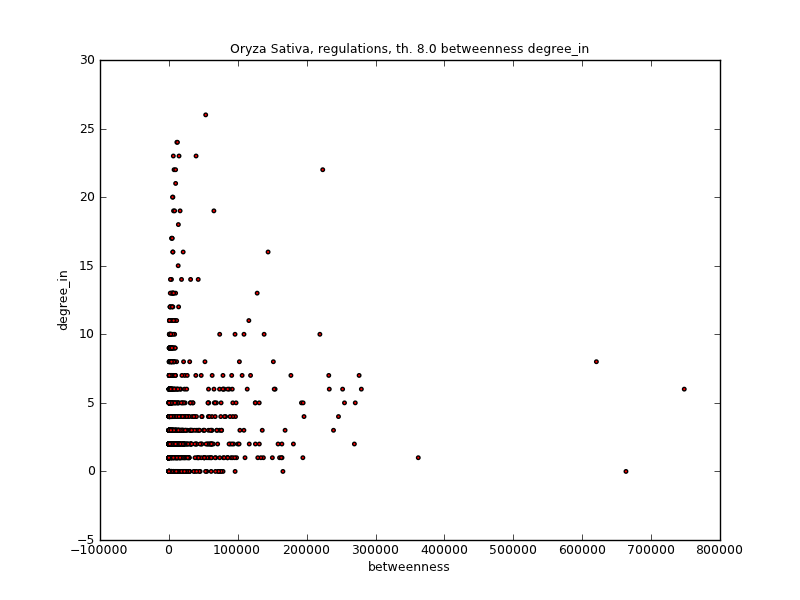 Oryza Sativa, regulations, th. 8.0 betweenness degree_in
30
25
20
15
10
5
0
−5
degree_in
−100000 0 100000 200000 300000 400000 500000 600000 700000 800000
betweenness